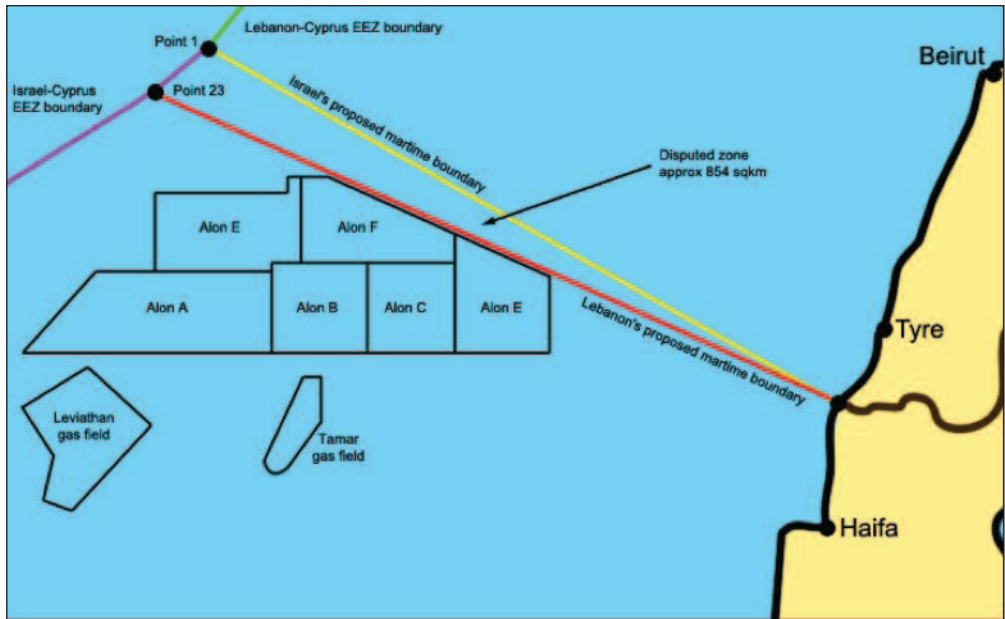 Lebanon-Cyprus EEZ boundary
Point 1
Beirut
Israel-Cyprus
EEZ boundary
Point 23
Israel's proposed martime boundary
Disputed zone
approx 854 sqkm
Alon E
Alon F
Alon A
Alon B
Alon C
Alon E
Lebanon's proposed martime boundary
Tyre
Leviathan
gas field
Tamar
gas field
Haifa